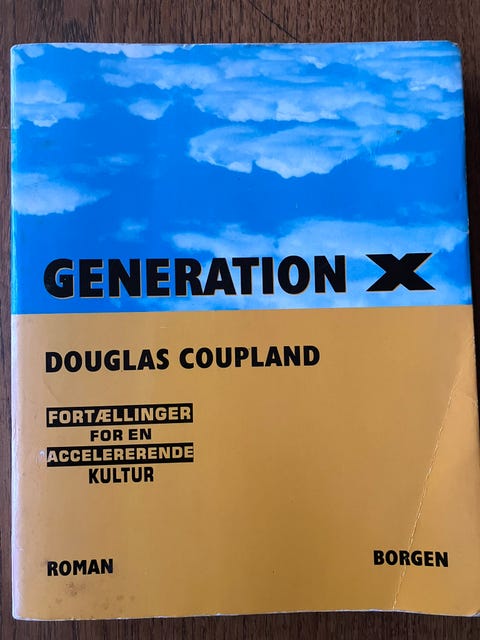 GENERATION X
DOUGLAS COUPLAND
FORTÆLLINGER
FOR EN
ACCELERERENDE
KULTUR
ROMAN
BORGEN